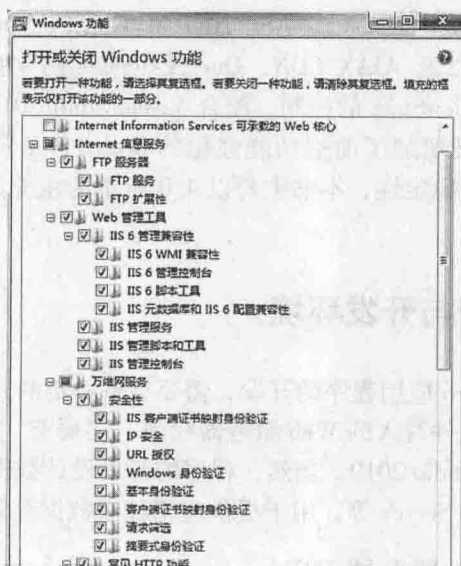 Windows 功能
打开或关闭 Windows 功能
若要打开一种功能，请选择其复选框。若要关闭一种功能，请清除其复选框。填充的框
表示仅打开该功能的一部分。
Internet Information Services 可承载的 Web 核心
Internet 信息服务
FTP 服务器
FTP 服务
FTP 扩展性
Web 管理工具
IIS 6 管理兼容性
IIS 6 WMI 兼容性
IIS 6 管理控制台
IIS 6 脚本工具
IIS 元数据库和 IIS 6 配置兼容性
IIS 管理服务
IIS 管理脚本和工具
IIS 管理控制台
万维网服务
安全性
IIS 客户端证书映射身份验证
IP 安全
URL 授权
Windows 身份验证
基本身份验证
客户端证书映射身份验证
请求筛选
摘要式身份验证
常见 HTTP 功能